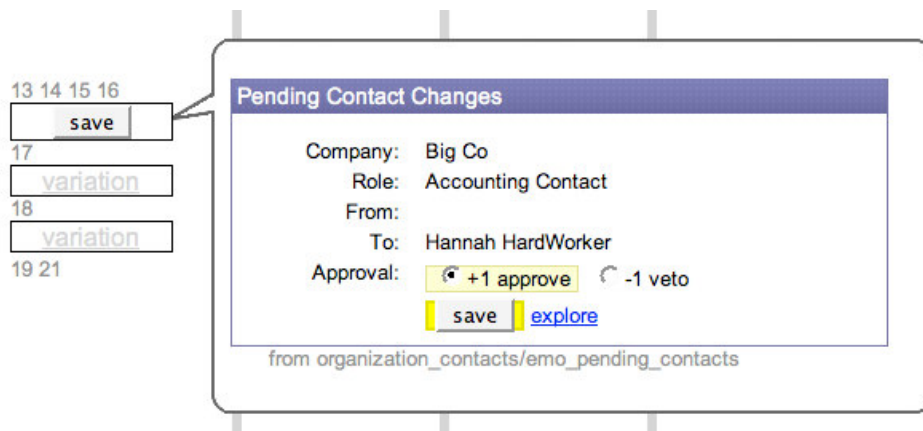 13 14 15 16
save
17
variation
18
variation
19 21
Pending Contact Changes
Company: Big Co
Role: Accounting Contact
From:
To: Hannah HardWorker
Approval: +1 approve -1 veto
save explore
from organization_contacts/emo_pending_contacts